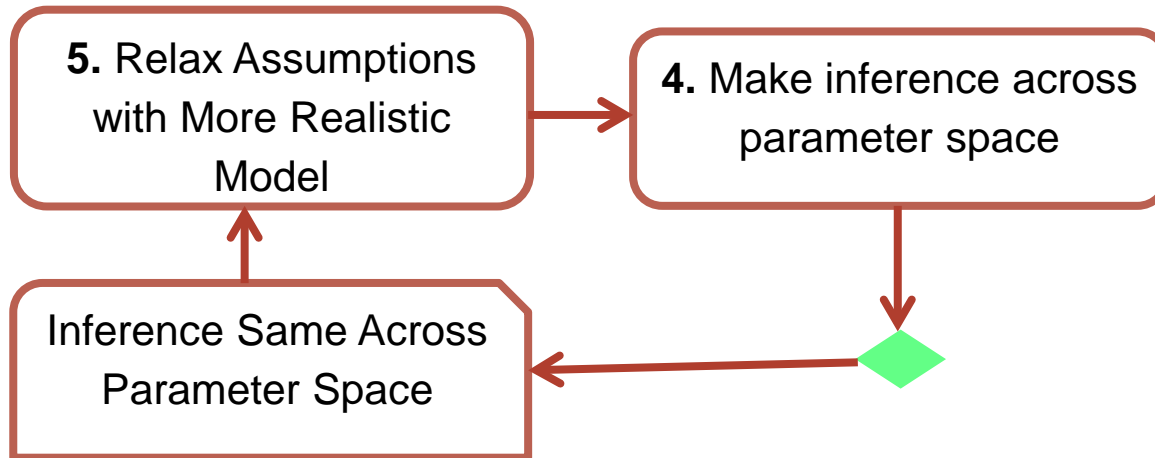 5. Relax Assumptions
with More Realistic
Model
4. Make inference across
parameter space
Inference Same Across
Parameter Space